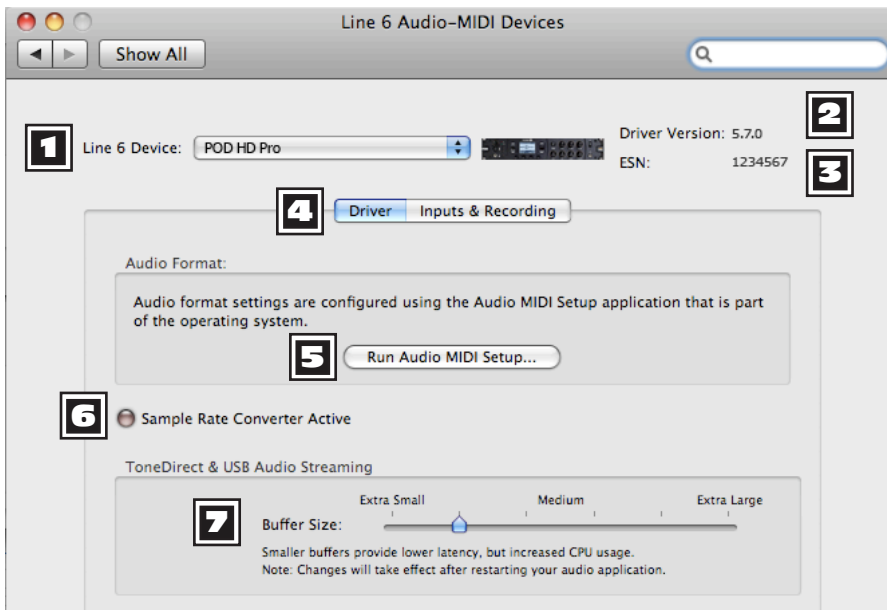 Line 6 Audio-MIDI Devices
Show All
2
1 Line 6 Device: POD HD Pro Driver Version: 5.7.0
ESN: 1234567
3
4 Driver Inputs & Recording
Audio Format:
Audio format settings are configured using the Audio MIDI Setup application that is part
of the operating system.
5 Run Audio MIDI Setup...
6 Sample Rate Converter Active
ToneDirect & USB Audio Streaming
Extra Small Medium Extra Large
7 Buffer Size:
Smaller buffers provide lower latency, but increased CPU usage.
Note: Changes will take effect after restarting your audio application.